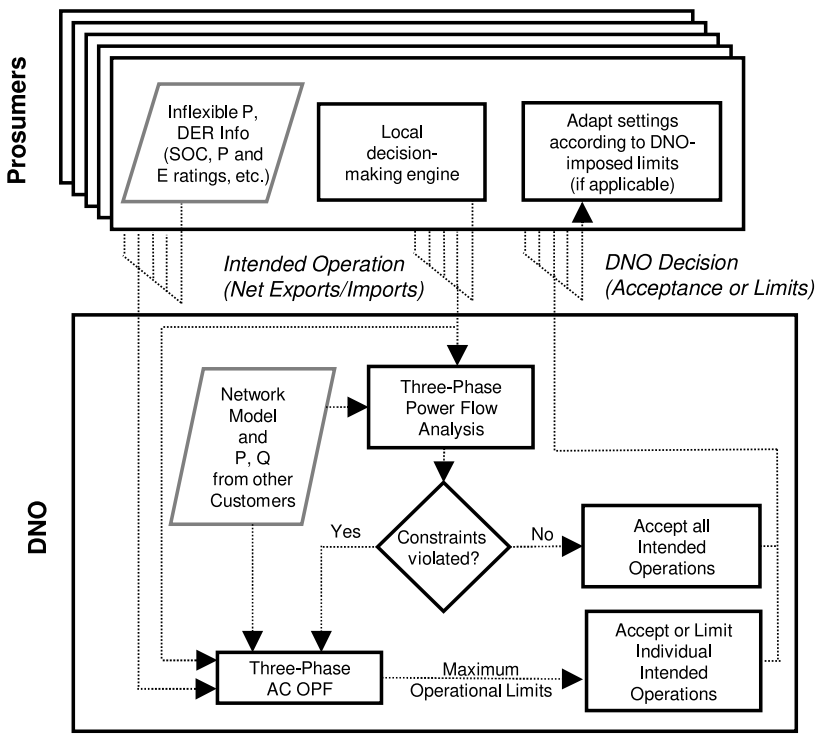 Prosumers
Inflexible P,
DER Info
(SOC, P and
E ratings, etc.)
Local
decision-
making engine
Adapt settings
according to DNO-
imposed limits
(if applicable)
Intended Operation
(Net Exports/Imports)
DNO Decision
(Acceptance or Limits)
DNO
Network
Model
and
P, Q
from other
Customers
Three-Phase
Power Flow
Analysis
Constraints
violated?
Yes
No
Accept all
Intended
Operations
Three-Phase
AC OPF
Maximum
Operational Limits
Accept or Limit
Individual
Intended
Operations